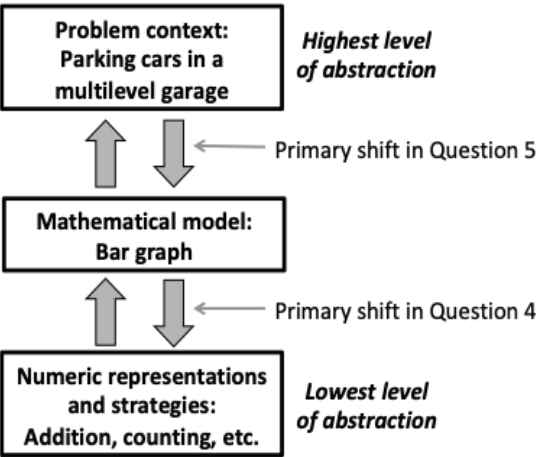 Problem context:
Parking cars in a
multilevel garage
Highest level
of abstraction
Primary shift in Question 5
Mathematical model:
Bar graph
Primary shift in Question 4
Numeric representations
and strategies:
Addition, counting, etc.
Lowest level
of abstraction